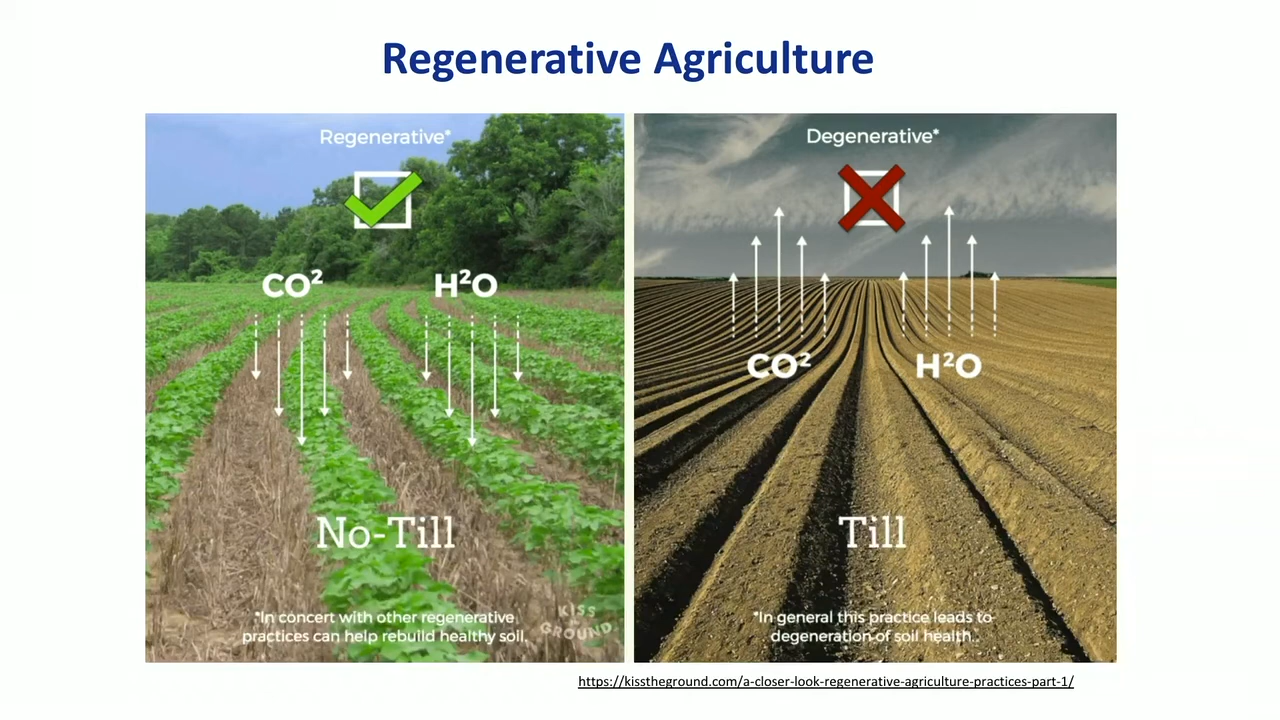 Regenerative Agriculture
Regenerative*
CO²
H²O
No-Till
*In concert with other regenerative
practices can help rebuild healthy soil.
KISS
GROUND.
Degenerative*
CO²
H²O
Till
*In general this practice leads to
degeneration of soil health..
https://kisstheground.com/a-closer-look-regenerative-agriculture-practices-part-1/